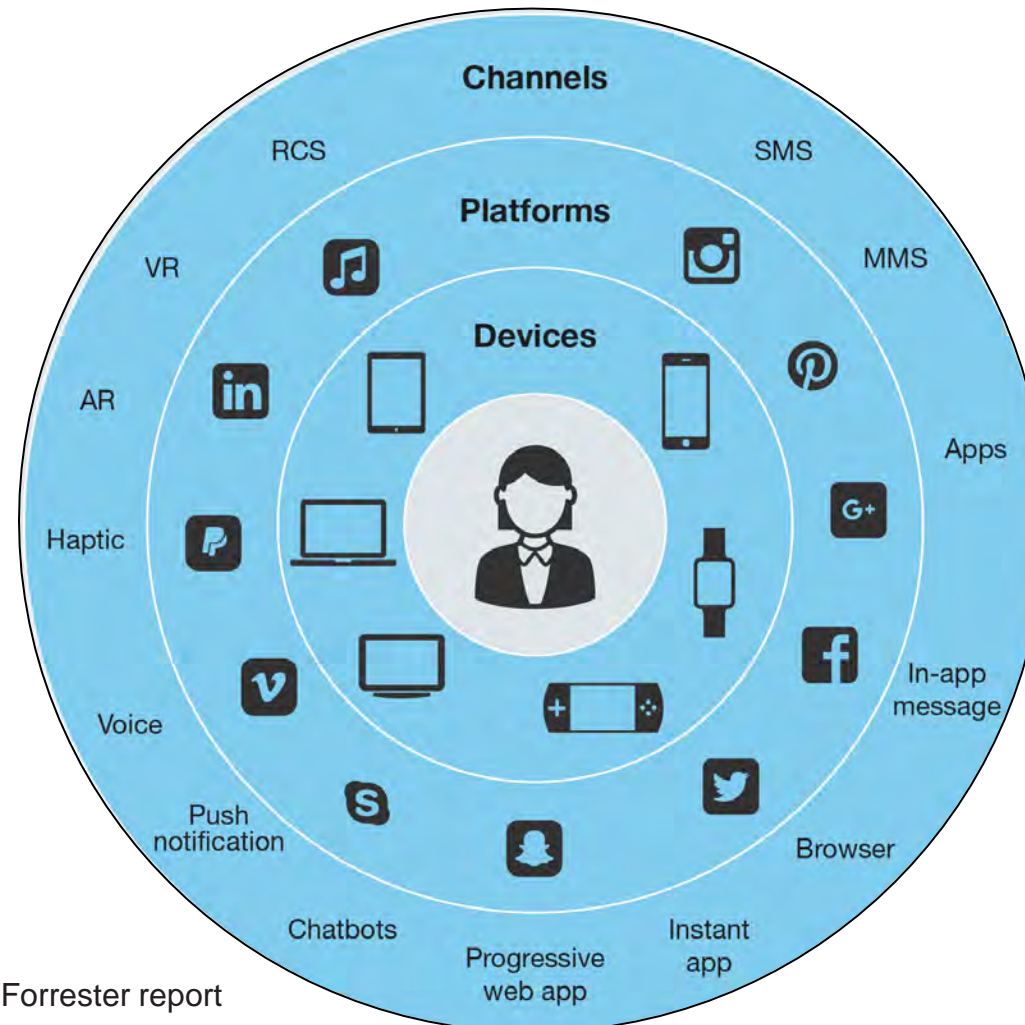 Channels
RCS
SMS
Platforms
VR
MMS
Devices
in
AR
Apps
G+
Haptic
In-app
message
Voice
Push
notification
Browser
Chatbots
Instant
app
Progressive
web app
Forrester report